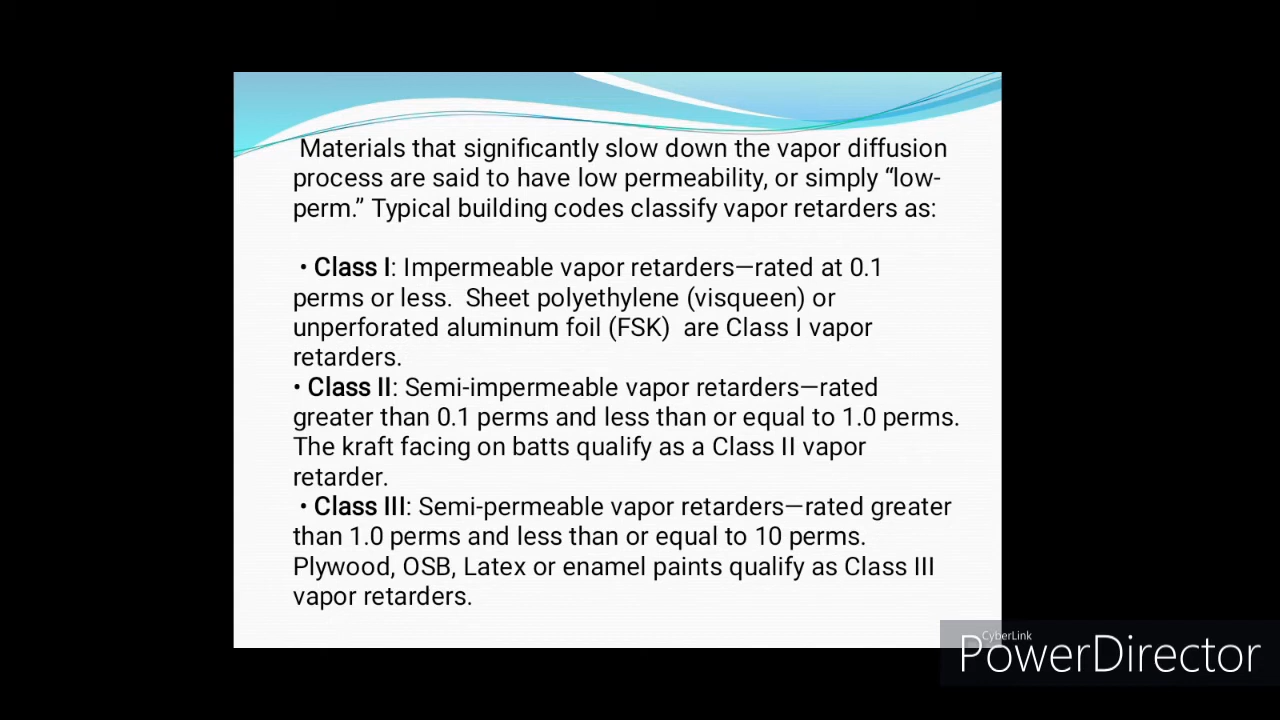 Materials that significantly slow down the vapor diffusion
process are said to have low permeability, or simply “low-
perm.” Typical building codes classify vapor retarders as:
• Class I: Impermeable vapor retarders—rated at 0.1
perms or less.  Sheet polyethylene (visqueen) or
unperforated aluminum foil (FSK)  are Class I vapor
retarders.
• Class II: Semi-impermeable vapor retarders—rated
greater than 0.1 perms and less than or equal to 1.0 perms.
The kraft facing on batts qualify as a Class II vapor
retarder.
• Class III: Semi-permeable vapor retarders—rated greater
than 1.0 perms and less than or equal to 10 perms.
Plywood, OSB, Latex or enamel paints qualify as Class III
vapor retarders.
CyberLink
PowerDirector